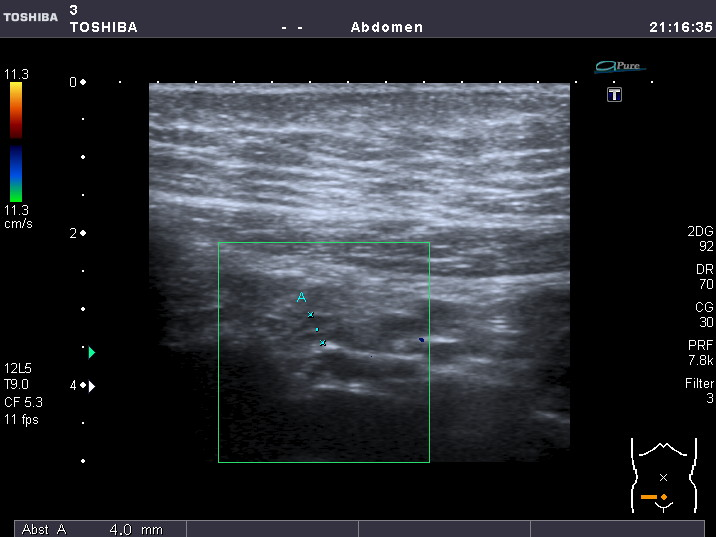 TOSHIBA
3
TOSHIBA - - Abdomen 21:16:35
11.3
11.3
cm/s
0
2
4
12L5
T9.0
CF 5.3
11 fps
A
Pure
T
2DG
92
DR
70
CG
30
PRF
7.8k
Filter
3
Abst A 4.0 mm